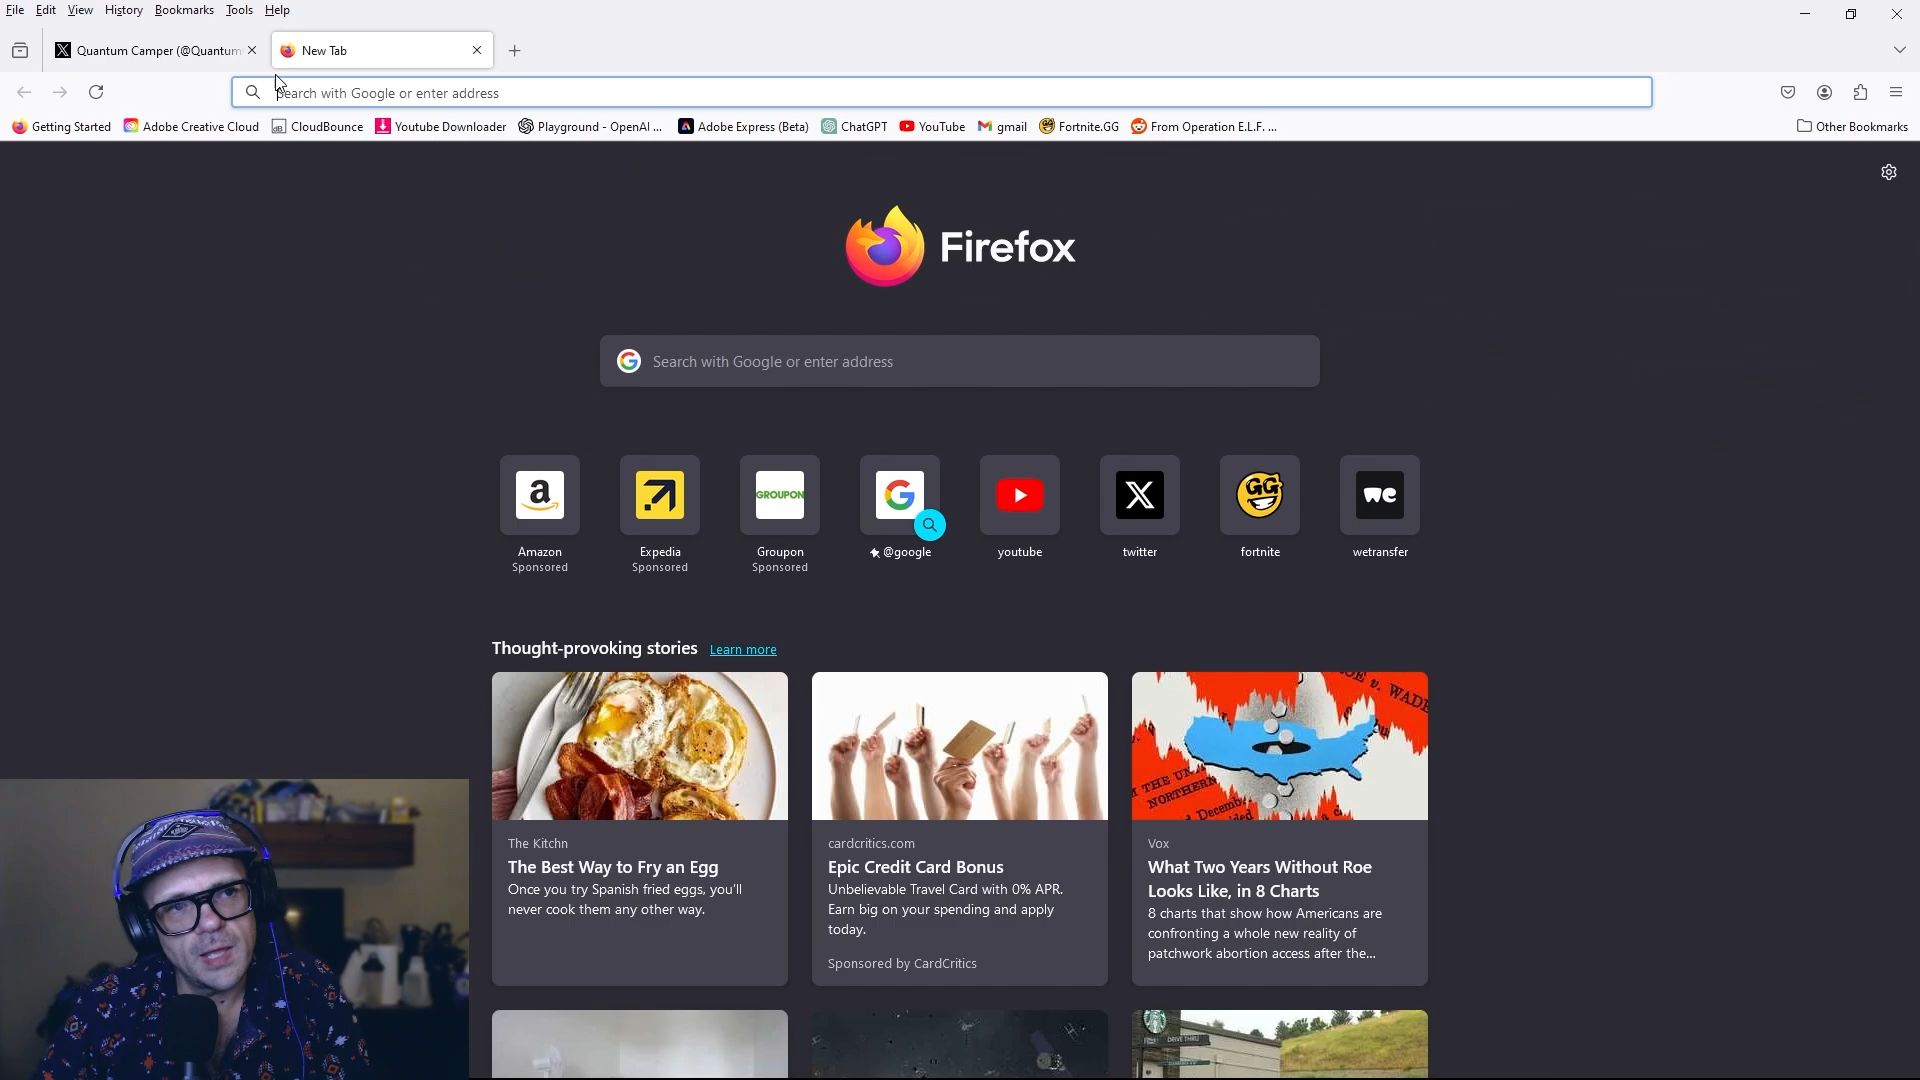 File Edit View History Bookmarks Tools Help
Quantum Camper (@Quantum
New Tab
Search with Google or enter address
Getting Started Adobe Creative Cloud CloudBounce Youtube Downloader Playground - OpenAI ... Adobe Express (Beta) ChatGPT YouTube gmail Fortnite.GG From Operation E.L.F. ... Other Bookmarks
Firefox
Search with Google or enter address
GROUPON
we
Amazon
Sponsored
Expedia
Sponsored
Groupon
Sponsored
@google
youtube
twitter
fortnite
wetransfer
Thought-provoking stories Learn more
The Kitchn
The Best Way to Fry an Egg
Once you try Spanish fried eggs, you'll
never cook them any other way.
cardcritics.com
Epic Credit Card Bonus
Unbelievable Travel Card with 0% APR.
Earn big on your spending and apply
today.
Sponsored by CardCritics
Vox
What Two Years Without Roe
Looks Like, in 8 Charts
8 charts that show how Americans are
confronting a whole new reality of
patchwork abortion access after the...
DRIVE THRU